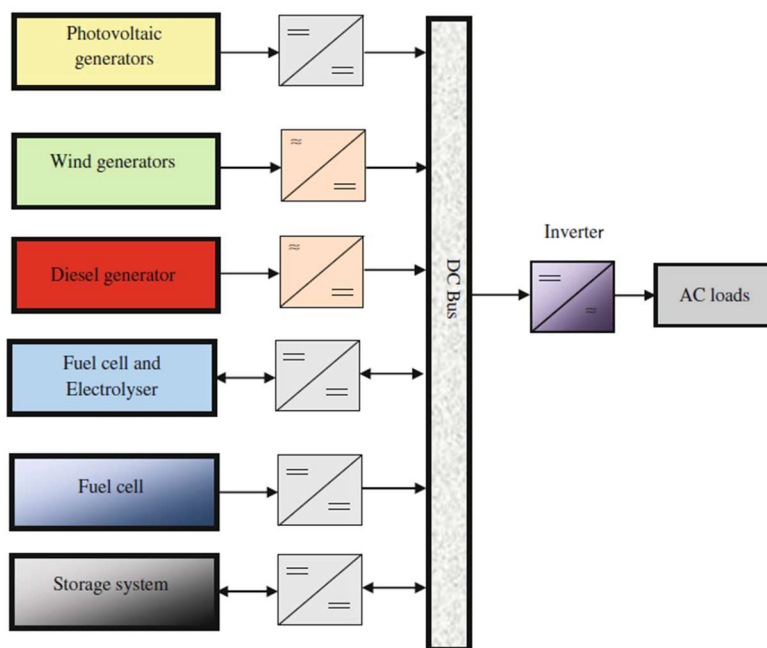 Photovoltaic
generators
Wind generators
Diesel generator
Fuel cell and
Electrolyser
Fuel cell
Storage system
DC Bus
Inverter
AC loads